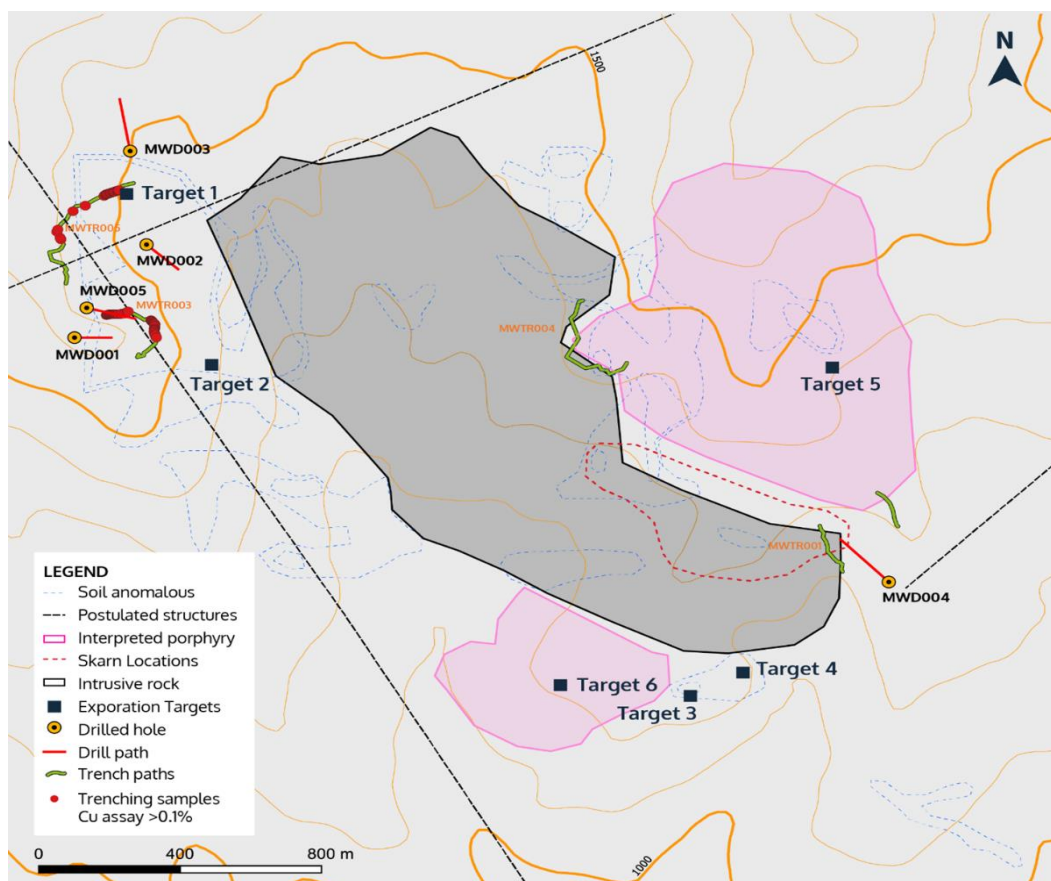 N
1500
MWD003
Target 1
MWTR005
MWD002
MWD005
MWTR003
MWD001
Target 2
MWTR004
Target 5
MWTR001
MWD004
Target 4
Target 6
Target 3
LEGEND
Soil anomalous
Postulated structures
Interpreted porphyry
Skarn Locations
Intrusive rock
Exporation Targets
Drilled hole
Drill path
Trench paths
Trenching samples
Cu assay >0.1%
0 400 800 m
1000